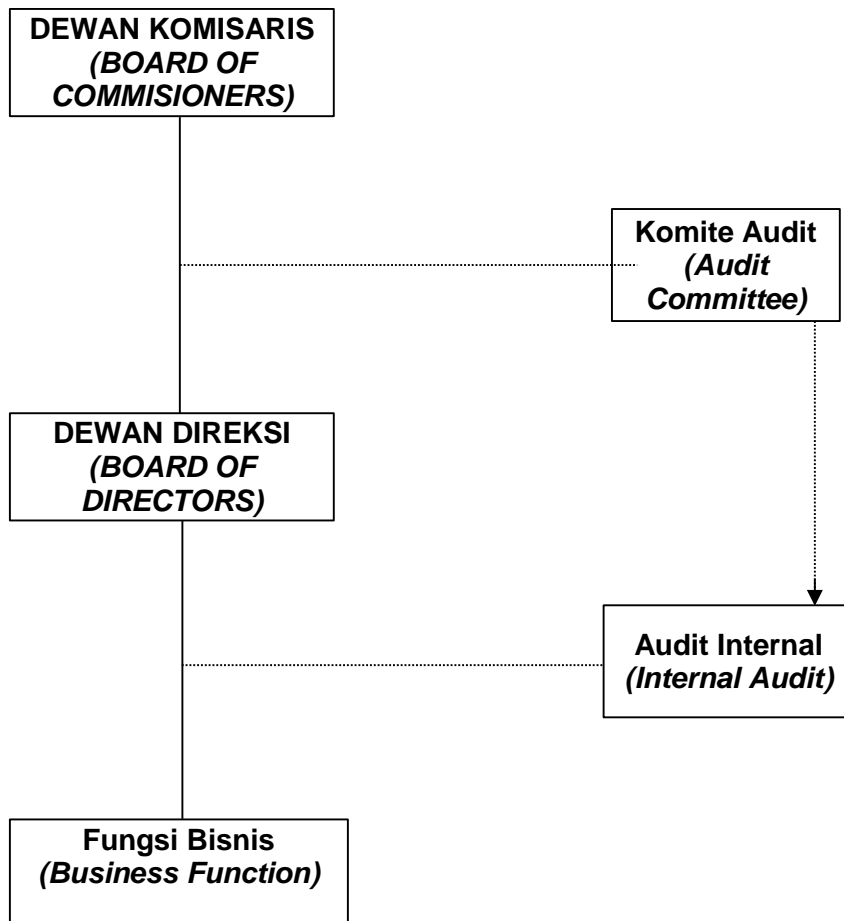 DEWAN KOMISARIS
(BOARD OF
COMMISIONERS)
Komite Audit
(Audit
Committee)
DEWAN DIREKSI
(BOARD OF
DIRECTORS)
Audit Internal
(Internal Audit)
Fungsi Bisnis
(Business Function)